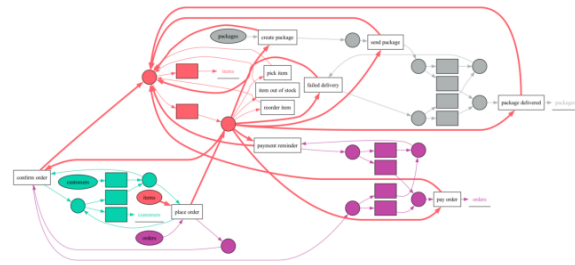 packages
create package
send package
items
pick item
item out of stock
failed delivery
reorder item
package delivered
packages
payment reminder
confirm order
customers
items
place order
customers
orders
pay order
orders